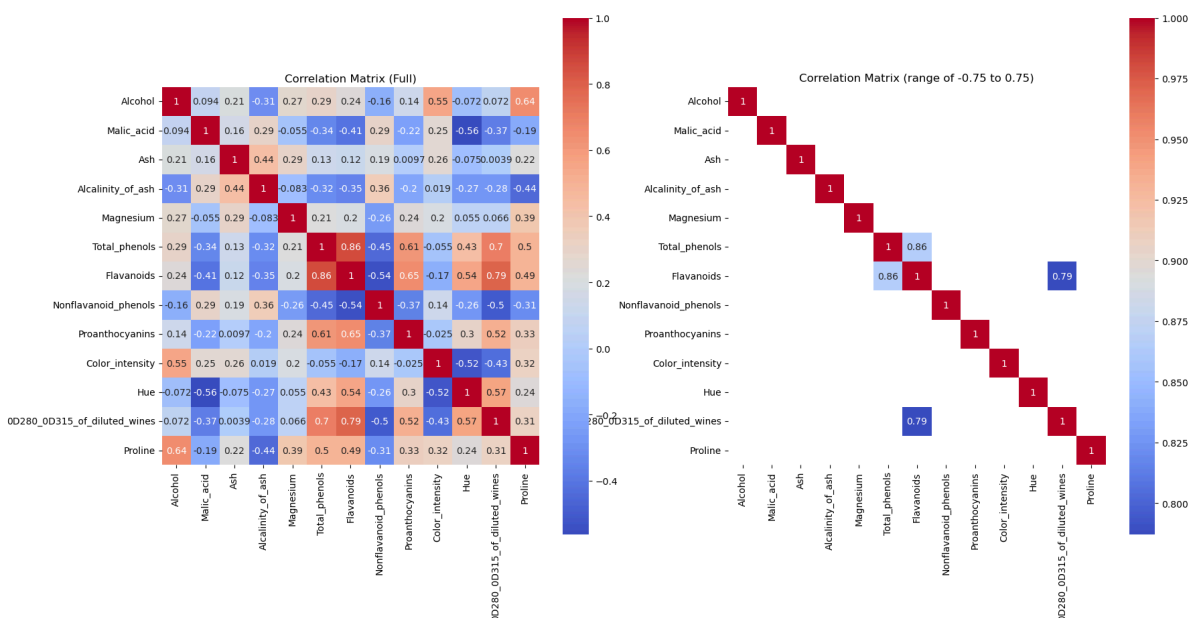 Correlation Matrix (Full)
Alcohol 1 0.094 0.21 -0.31 0.27 0.29 0.24 -0.16 0.14 0.55 -0.072 0.072 0.64
Malic_acid 0.094 1 0.16 0.29 -0.055 -0.34 -0.41 0.29 -0.22 0.25 -0.56 -0.37 -0.19
Ash 0.21 0.16 1 0.44 0.29 0.13 0.12 0.19 0.0097 0.26 -0.075 0.0039 0.22
Alcalinity_of_ash -0.31 0.29 0.44 1 -0.083 -0.32 -0.35 0.36 -0.2 0.019 -0.27 -0.28 -0.44
Magnesium 0.27 -0.055 0.29 -0.083 1 0.21 0.2 -0.26 0.24 0.2 0.055 0.066 0.39
Total_phenols 0.29 -0.34 0.13 -0.32 0.21 1 0.86 -0.45 0.61 -0.055 0.43 0.7 0.5
Flavanoids 0.24 -0.41 0.12 -0.35 0.2 0.86 1 -0.54 0.65 -0.17 0.54 0.79 0.49
Nonflavanoid_phenols -0.16 0.29 0.19 0.36 -0.26 -0.45 -0.54 1 -0.37 0.14 -0.26 -0.5 -0.31
Proanthocyanins 0.14 -0.22 0.0097 -0.2 0.24 0.61 0.65 -0.37 1 -0.025 0.3 0.52 0.33
Color_intensity 0.55 0.25 0.26 0.019 0.2 -0.055 -0.17 0.14 -0.025 1 -0.52 -0.43 0.32
Hue -0.072 -0.56 -0.075 -0.27 0.055 0.43 0.54 -0.26 0.3 -0.52 1 0.57 0.24
0D280_0D315_of_diluted_wines 0.072 -0.37 0.0039 -0.28 0.066 0.7 0.79 -0.5 0.52 -0.43 0.57 1 0.31
Proline 0.64 -0.19 0.22 -0.44 0.39 0.5 0.49 -0.31 0.33 0.32 0.24 0.31 1
Alcohol
Malic_acid
Ash
Alcalinity_of_ash
Magnesium
Total_phenols
Flavanoids
Nonflavanoid_phenols
Proanthocyanins
Color_intensity
Hue
0D280_0D315_of_diluted_wines
Proline
1.0
0.8
0.6
0.4
0.2
0.0
-0.2
-0.4
Correlation Matrix (range of -0.75 to 0.75)
Alcohol 1
Malic_acid 1
Ash 1
Alcalinity_of_ash 1
Magnesium 1
Total_phenols 1 0.86
Flavanoids 0.86 1 0.79
Nonflavanoid_phenols 1
Proanthocyanins 1
Color_intensity 1
Hue 1
280_0D315_of_diluted_wines 0.79 1
Proline 1
Alcohol
Malic_acid
Ash
Alcalinity_of_ash
Magnesium
Total_phenols
Flavanoids
Nonflavanoid_phenols
Proanthocyanins
Color_intensity
Hue
0D280_0D315_of_diluted_wines
Proline
1.000
0.975
0.950
0.925
0.900
0.875
0.850
0.825
0.800